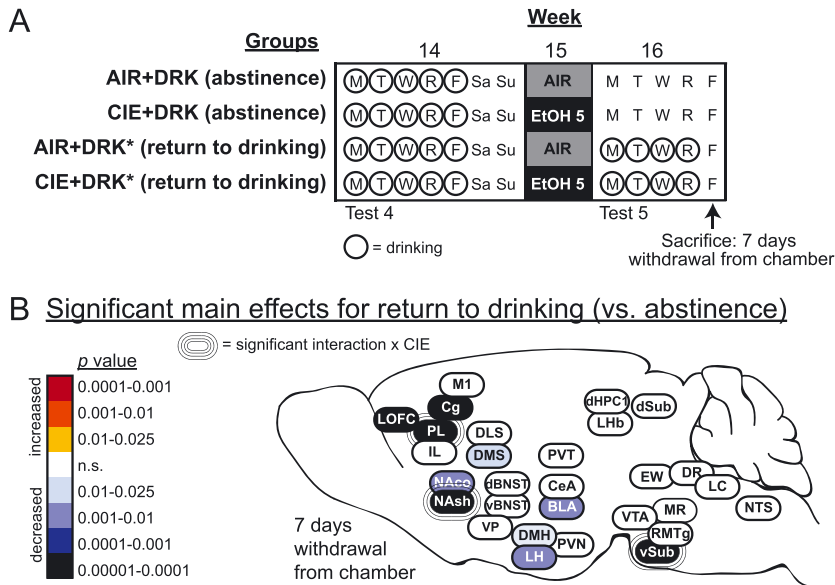 A
Week
Groups 14 15 16
AIR+DRK (abstinence) M T W R F Sa Su AIR M T W R F
CIE+DRK (abstinence) M T W R F Sa Su EtOH 5 M T W R F
AIR+DRK* (return to drinking) M T W R F Sa Su AIR M T W R F
CIE+DRK* (return to drinking) M T W R F Sa Su EtOH 5 M T W R F
Test 4 Test 5
= drinking
Sacrifice: 7 days
withdrawal from chamber
B Significant main effects for return to drinking (vs. abstinence)
= significant interaction x CIE
p value
increaased
0.0001-0.001
0.001-0.01
0.01-0.025
n.s.
decreased
0.01-0.025
0.001-0.01
0.0001-0.001
0.00001-0.0001
M1
Cg
LOFC
PL
IL
DLS
DMS
NAco
NAsh
dBNST
vBNST
VP
PVT
CeA
BLA
DMH
LH
PVN
dHPC1
LHb
dSub
EW
DR
LC
NTS
VTA
MR
RMTg
vSub
7 days
withdrawal
from chamber